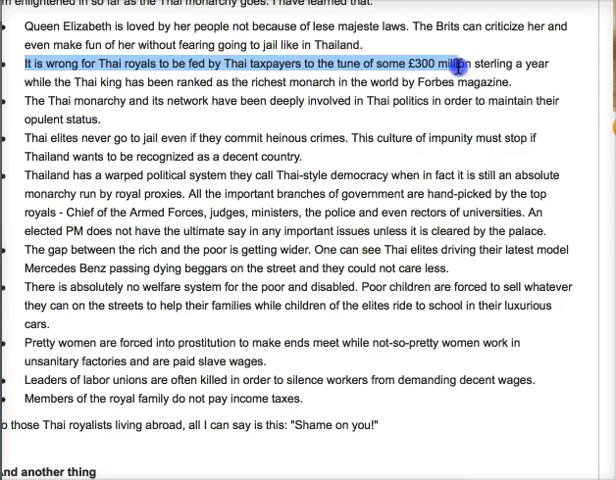 m enlightened in so far as the Thai monarchy goes. I have learned that:
Queen Elizabeth is loved by her people not because of lese majeste laws. The Brits can criticize her and
even make fun of her without fearing going to jail like in Thailand.
It is wrong for Thai royals to be fed by Thai taxpayers to the tune of some £300 million sterling a year
while the Thai king has been ranked as the richest monarch in the world by Forbes magazine.
The Thai monarchy and its network have been deeply involved in Thai politics in order to maintain their
opulent status.
Thai elites never go to jail even if they commit heinous crimes. This culture of impunity must stop if
Thailand wants to be recognized as a decent country.
Thailand has a warped political system they call Thai-style democracy when in fact it is still an absolute
monarchy run by royal proxies. All the important branches of government are hand-picked by the top
royals - Chief of the Armed Forces, judges, ministers, the police and even rectors of universities. An
elected PM does not have the ultimate say in any important issues unless it is cleared by the palace.
The gap between the rich and the poor is getting wider. One can see Thai elites driving their latest model
Mercedes Benz passing dying beggars on the street and they could not care less.
There is absolutely no welfare system for the poor and disabled. Poor children are forced to sell whatever
they can on the streets to help their families while children of the elites ride to school in their luxurious
cars.
Pretty women are forced into prostitution to make ends meet while not-so-pretty women work in
unsanitary factories and are paid slave wages.
Leaders of labor unions are often killed in order to silence workers from demanding decent wages.
Members of the royal family do not pay income taxes.
o those Thai royalists living abroad, all I can say is this: "Shame on you!"
And another thing